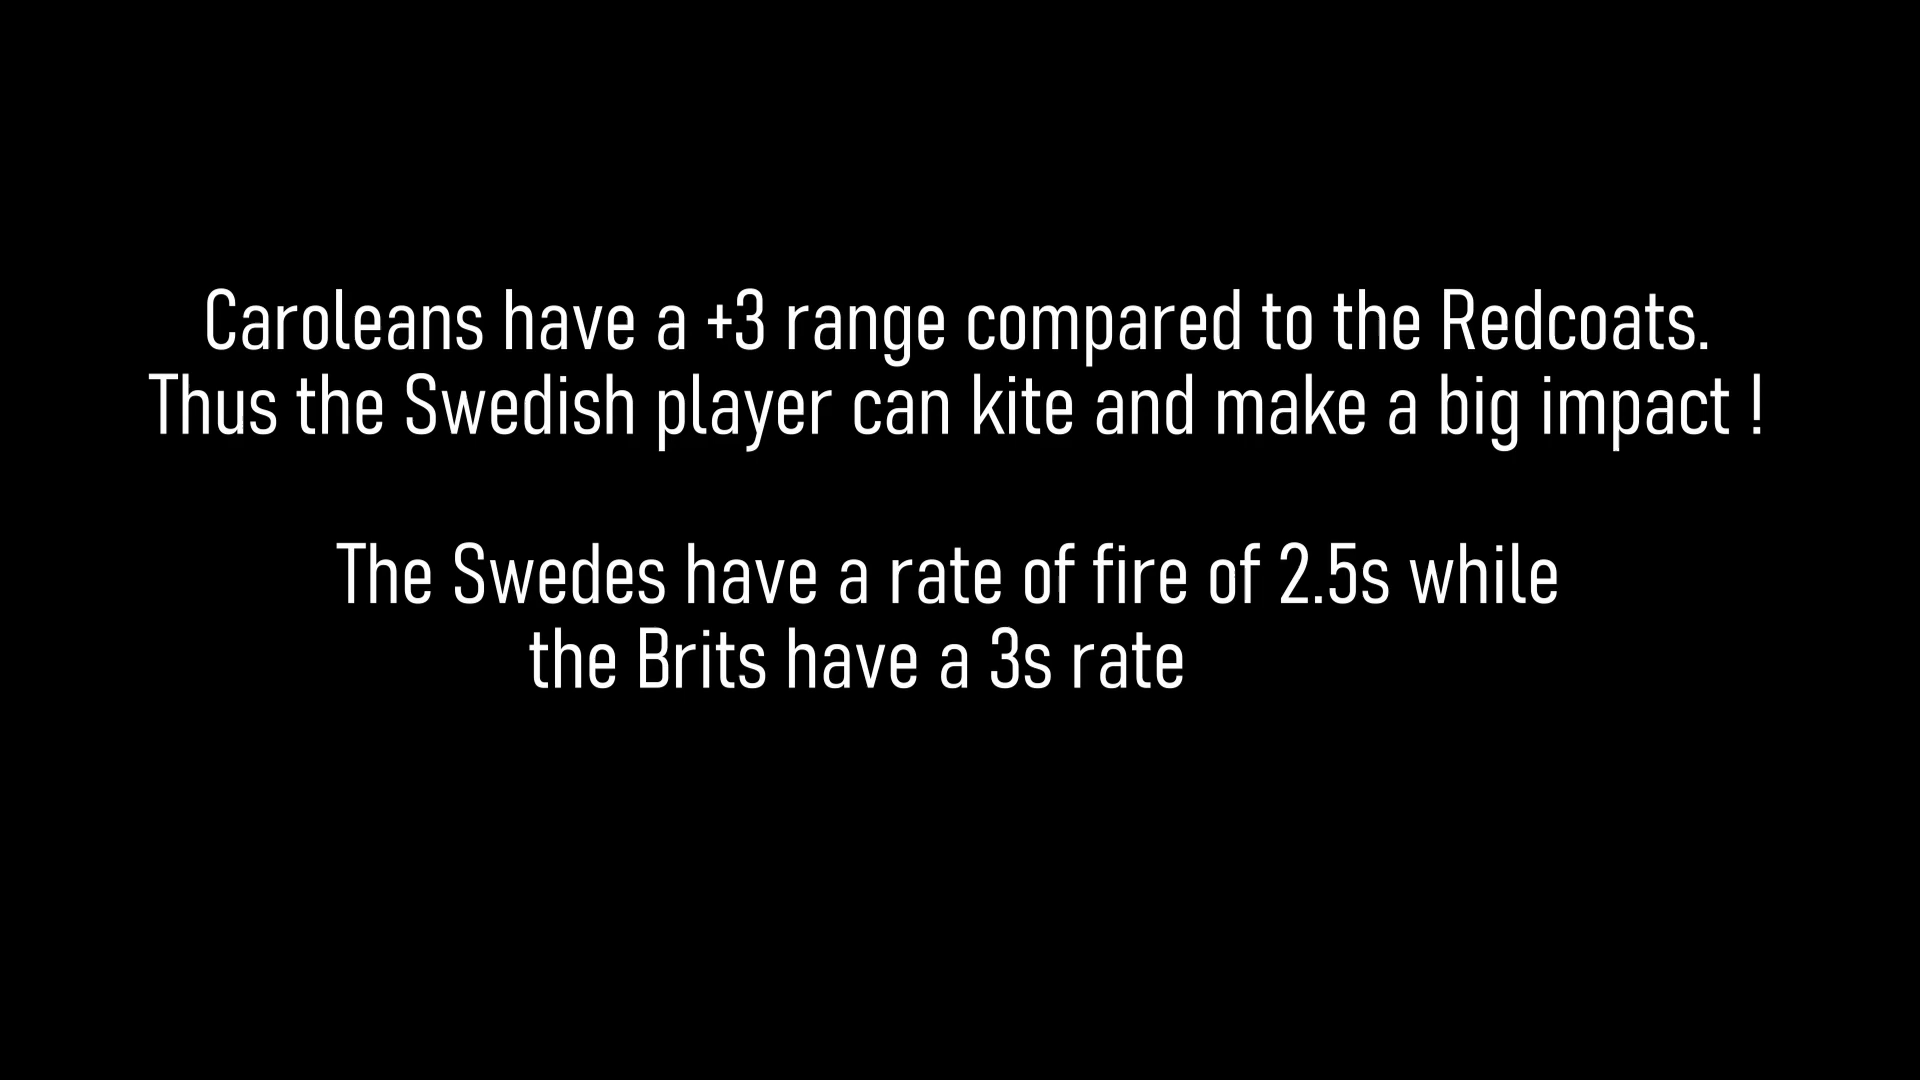 Caroleans have a +3 range compared to the Redcoats.
Thus the Swedish player can kite and make a big impact !
The Swedes have a rate of fire of 2.5s while
the Brits have a 3s rate